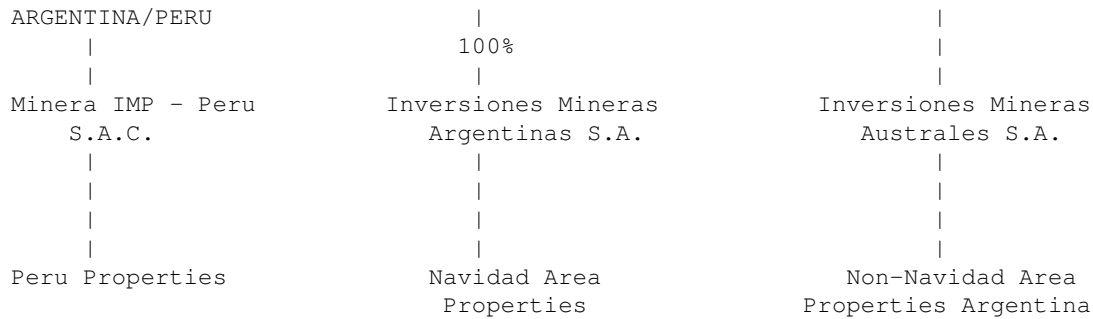 ARGENTINA/PERU
100%
Minera IMP - Peru Inversiones Mineras Inversiones Mineras
S.A.C. Argentinas S.A. Australes S.A.
Peru Properties Navidad Area Non-Navidad Area
Properties Properties Argentina